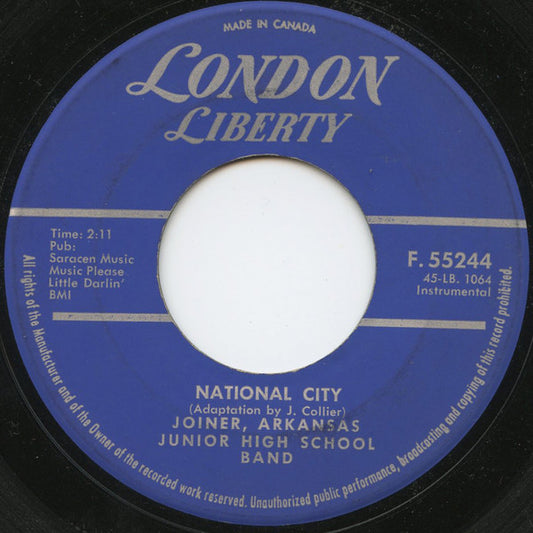 MADE IN CANADA
LONDON
LIBERTY
Time: 2:11
Pub:
Saracen Music
Music Please
Little Darlin'
BMI
F. 55244
45-LB. 1064
Instrumental
NATIONAL CITY
(Adaptation by J. Collier)
JOINER, ARKANSAS
JUNIOR HIGH SCHOOL
BAND
All rights of the Manufacturer and of the Owner of the recorded work reserved. Unauthorized public performance, broadcasting and copying of this record prohibited.